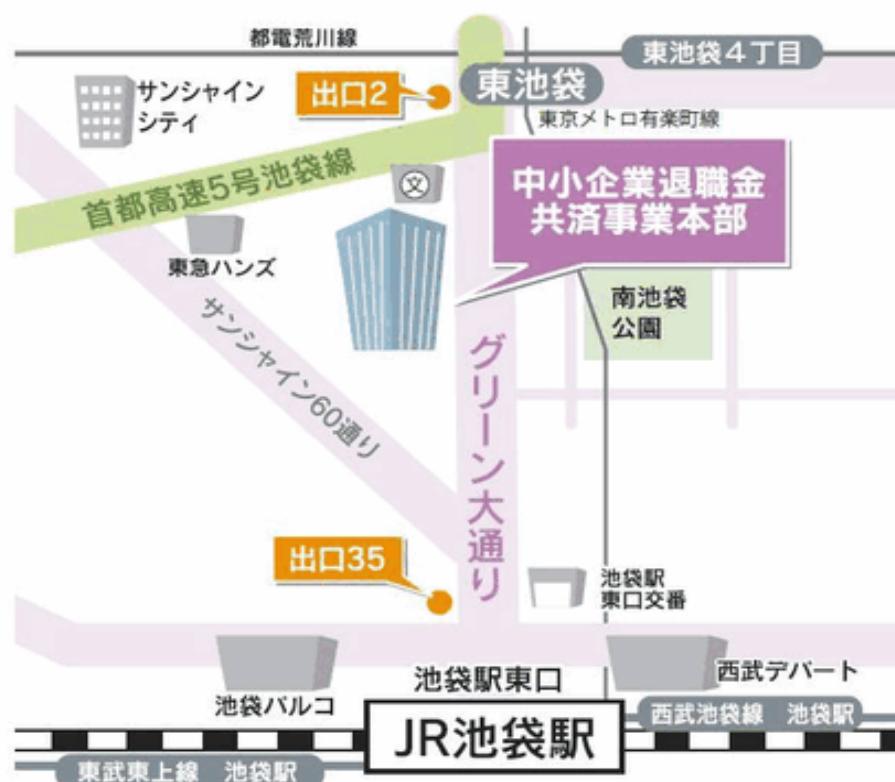 都電荒川線
東池袋4丁目
サンシャイン
シティ
出口2
東池袋
東京メトロ有楽町線
首都高速5号池袋線
文
中小企業退職金
共済事業本部
東急ハンズ
南池袋
公園
サンシャイン60通り
グリーン大通り
出口35
池袋駅
東口交番
池袋パルコ
池袋駅東口
西武デパート
JR池袋駅
西武池袋線 池袋駅
東武東上線 池袋駅